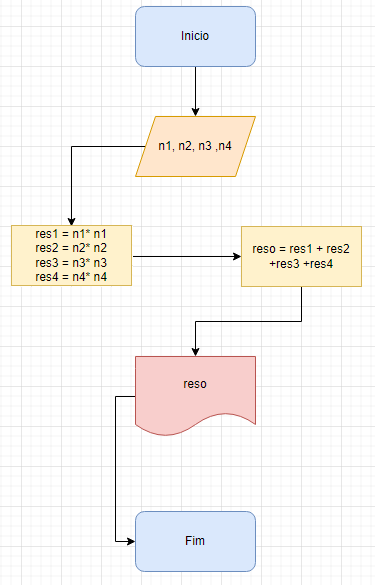 Inicio
n1, n2, n3 ,n4
res1 = n1* n1
res2 = n2* n2
res3 = n3* n3
res4 = n4* n4
reso = res1 + res2
+res3 +res4
reso
Fim